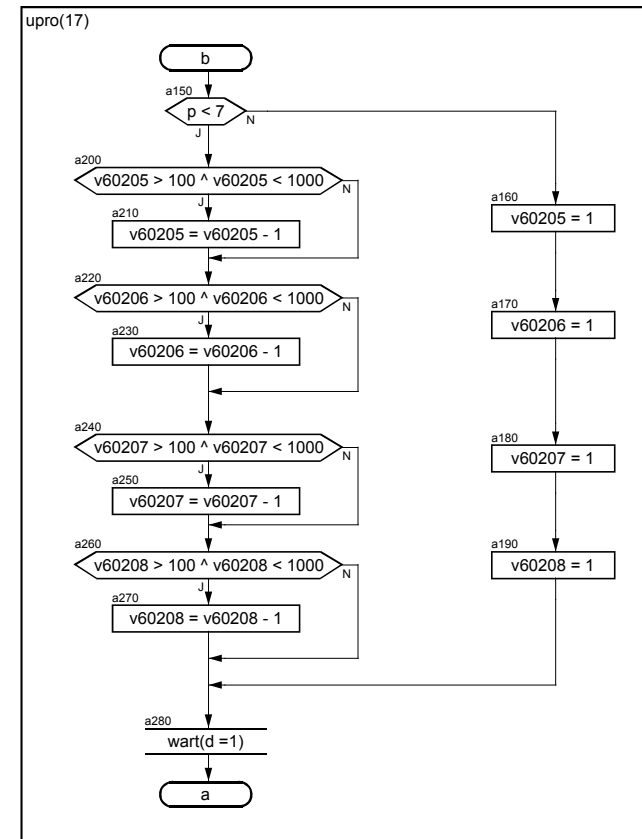 upro(17)
b
a150
p < 7
N
J
a200
v60205 > 100 ^ v60205 < 1000
N
J
a210
v60205 = v60205 - 1
a160
v60205 = 1
a220
v60206 > 100 ^ v60206 < 1000
N
J
a230
v60206 = v60206 - 1
a170
v60206 = 1
a240
v60207 > 100 ^ v60207 < 1000
N
J
a250
v60207 = v60207 - 1
a180
v60207 = 1
a260
v60208 > 100 ^ v60208 < 1000
N
J
a270
v60208 = v60208 - 1
a190
v60208 = 1
a280
wart(d =1)
a